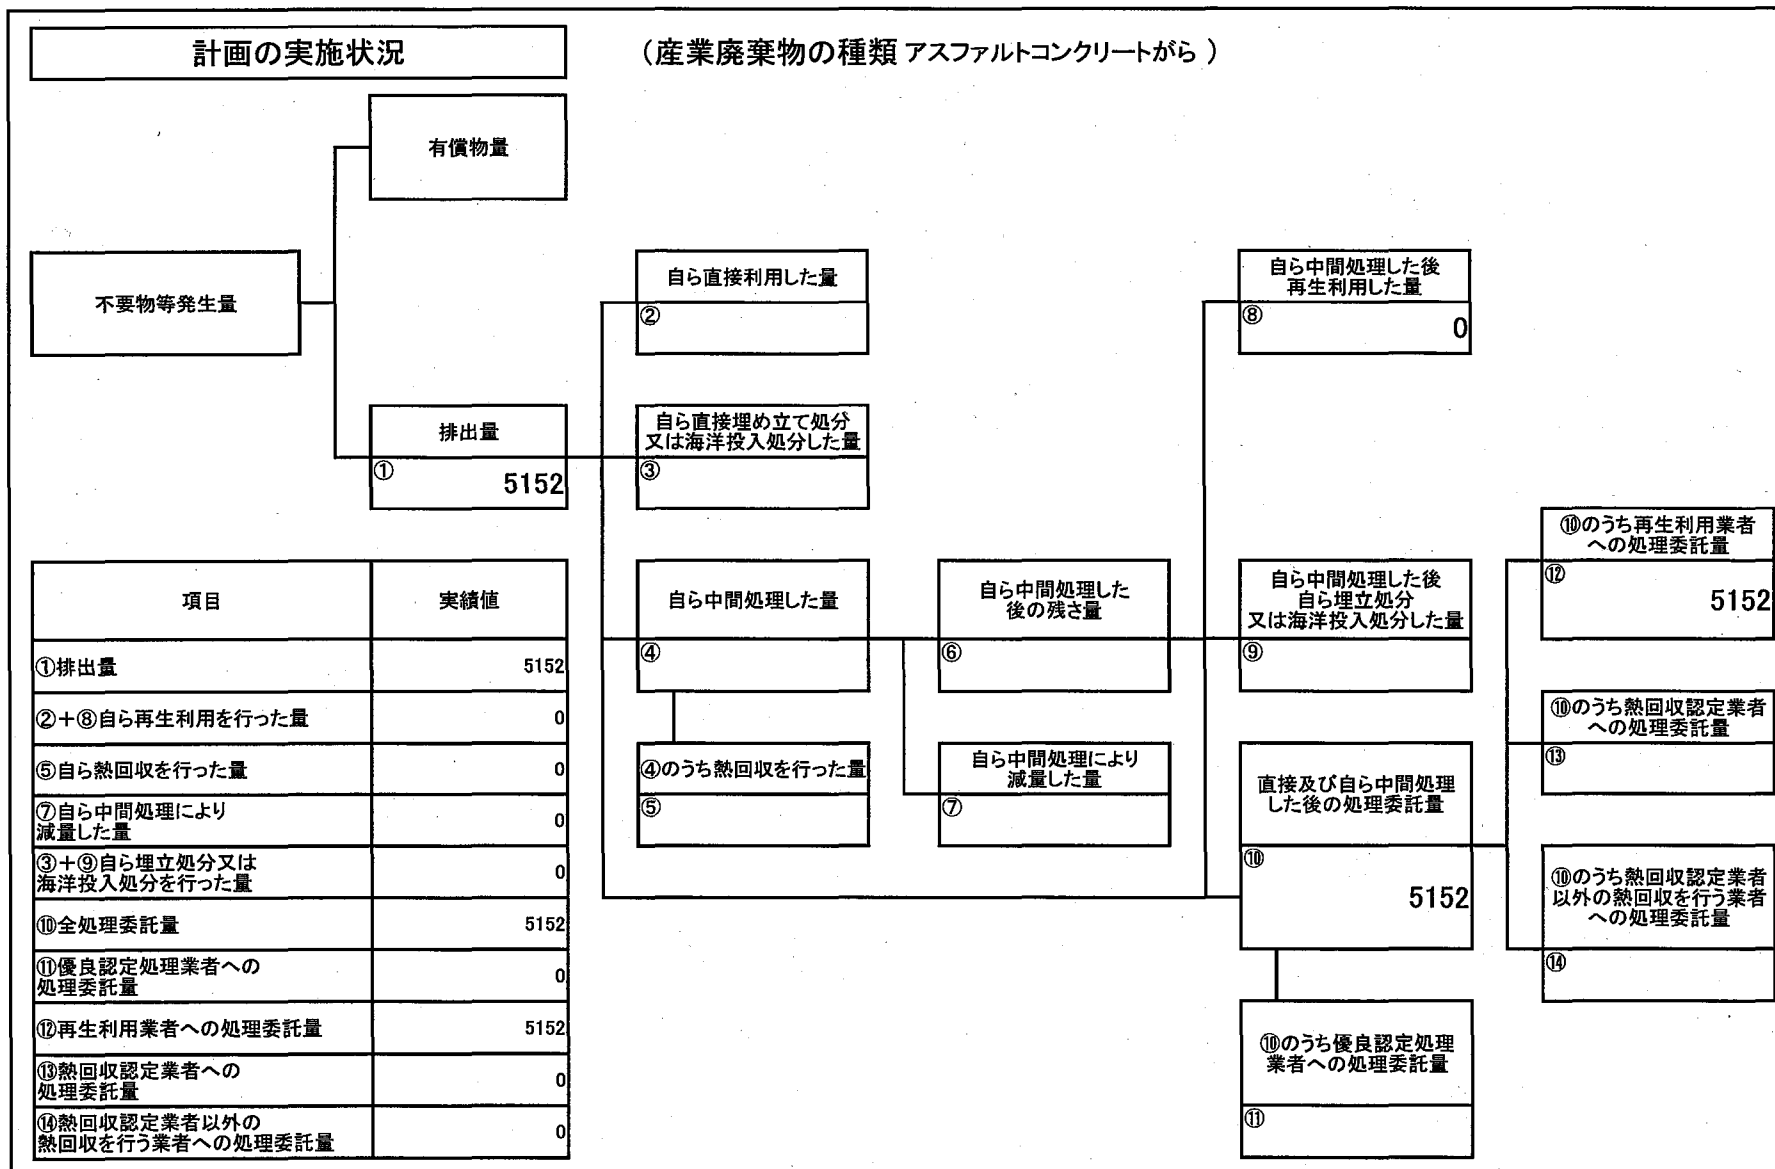 計画の実施状況
（産業廃棄物の種類 アスファルトコンクリートがら ）
有償物量
不要物等発生量
自ら直接利用した量
②
自ら中間処理した後
再生利用した量
⑧
0
排出量
①
5152
自ら直接埋め立て処分
又は海洋投入処分した量
③
⑩のうち再生利用業者
への処理委託量
⑫
5152
自ら中間処理した量
④
自ら中間処理した
後の残さ量
⑥
自ら中間処理した後
自ら埋立処分
又は海洋投入処分した量
⑨
⑩のうち熱回収認定業者
への処理委託量
⑬
④のうち熱回収を行った量
⑤
自ら中間処理により
減量した量
⑦
直接及び自ら中間処理
した後の処理委託量
⑩
5152
⑩のうち熱回収認定業者
以外の熱回収を行う業者
への処理委託量
⑭
⑩のうち優良認定処理
業者への処理委託量
⑪
項目 実績値
①排出量 5152
②＋⑧自ら再生利用を行った量 0
⑤自ら熱回収を行った量 0
⑦自ら中間処理により
減量した量 0
③＋⑨自ら埋立処分又は
海洋投入処分を行った量 0
⑩全処理委託量 5152
⑪優良認定処理業者への
処理委託量 0
⑫再生利用業者への処理委託量 5152
⑬熱回収認定業者への
処理委託量 0
⑭熱回収認定業者以外の
熱回収を行う業者への処理委託量 0